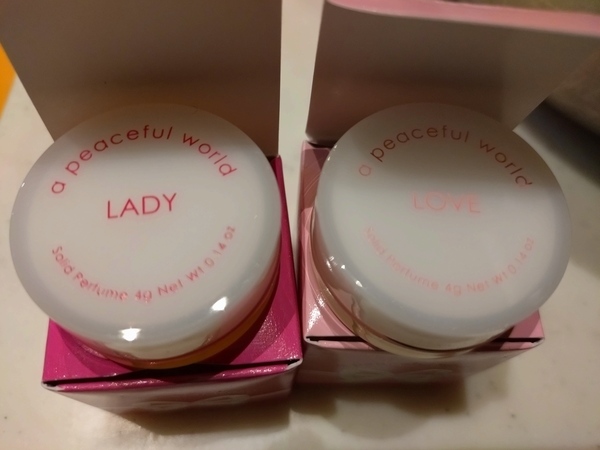 a peaceful world
LADY
Solid Perfume 4g Net Wt 0.14 oz
a peaceful world
LOVE
Solid Perfume 4g Net Wt 0.14 oz